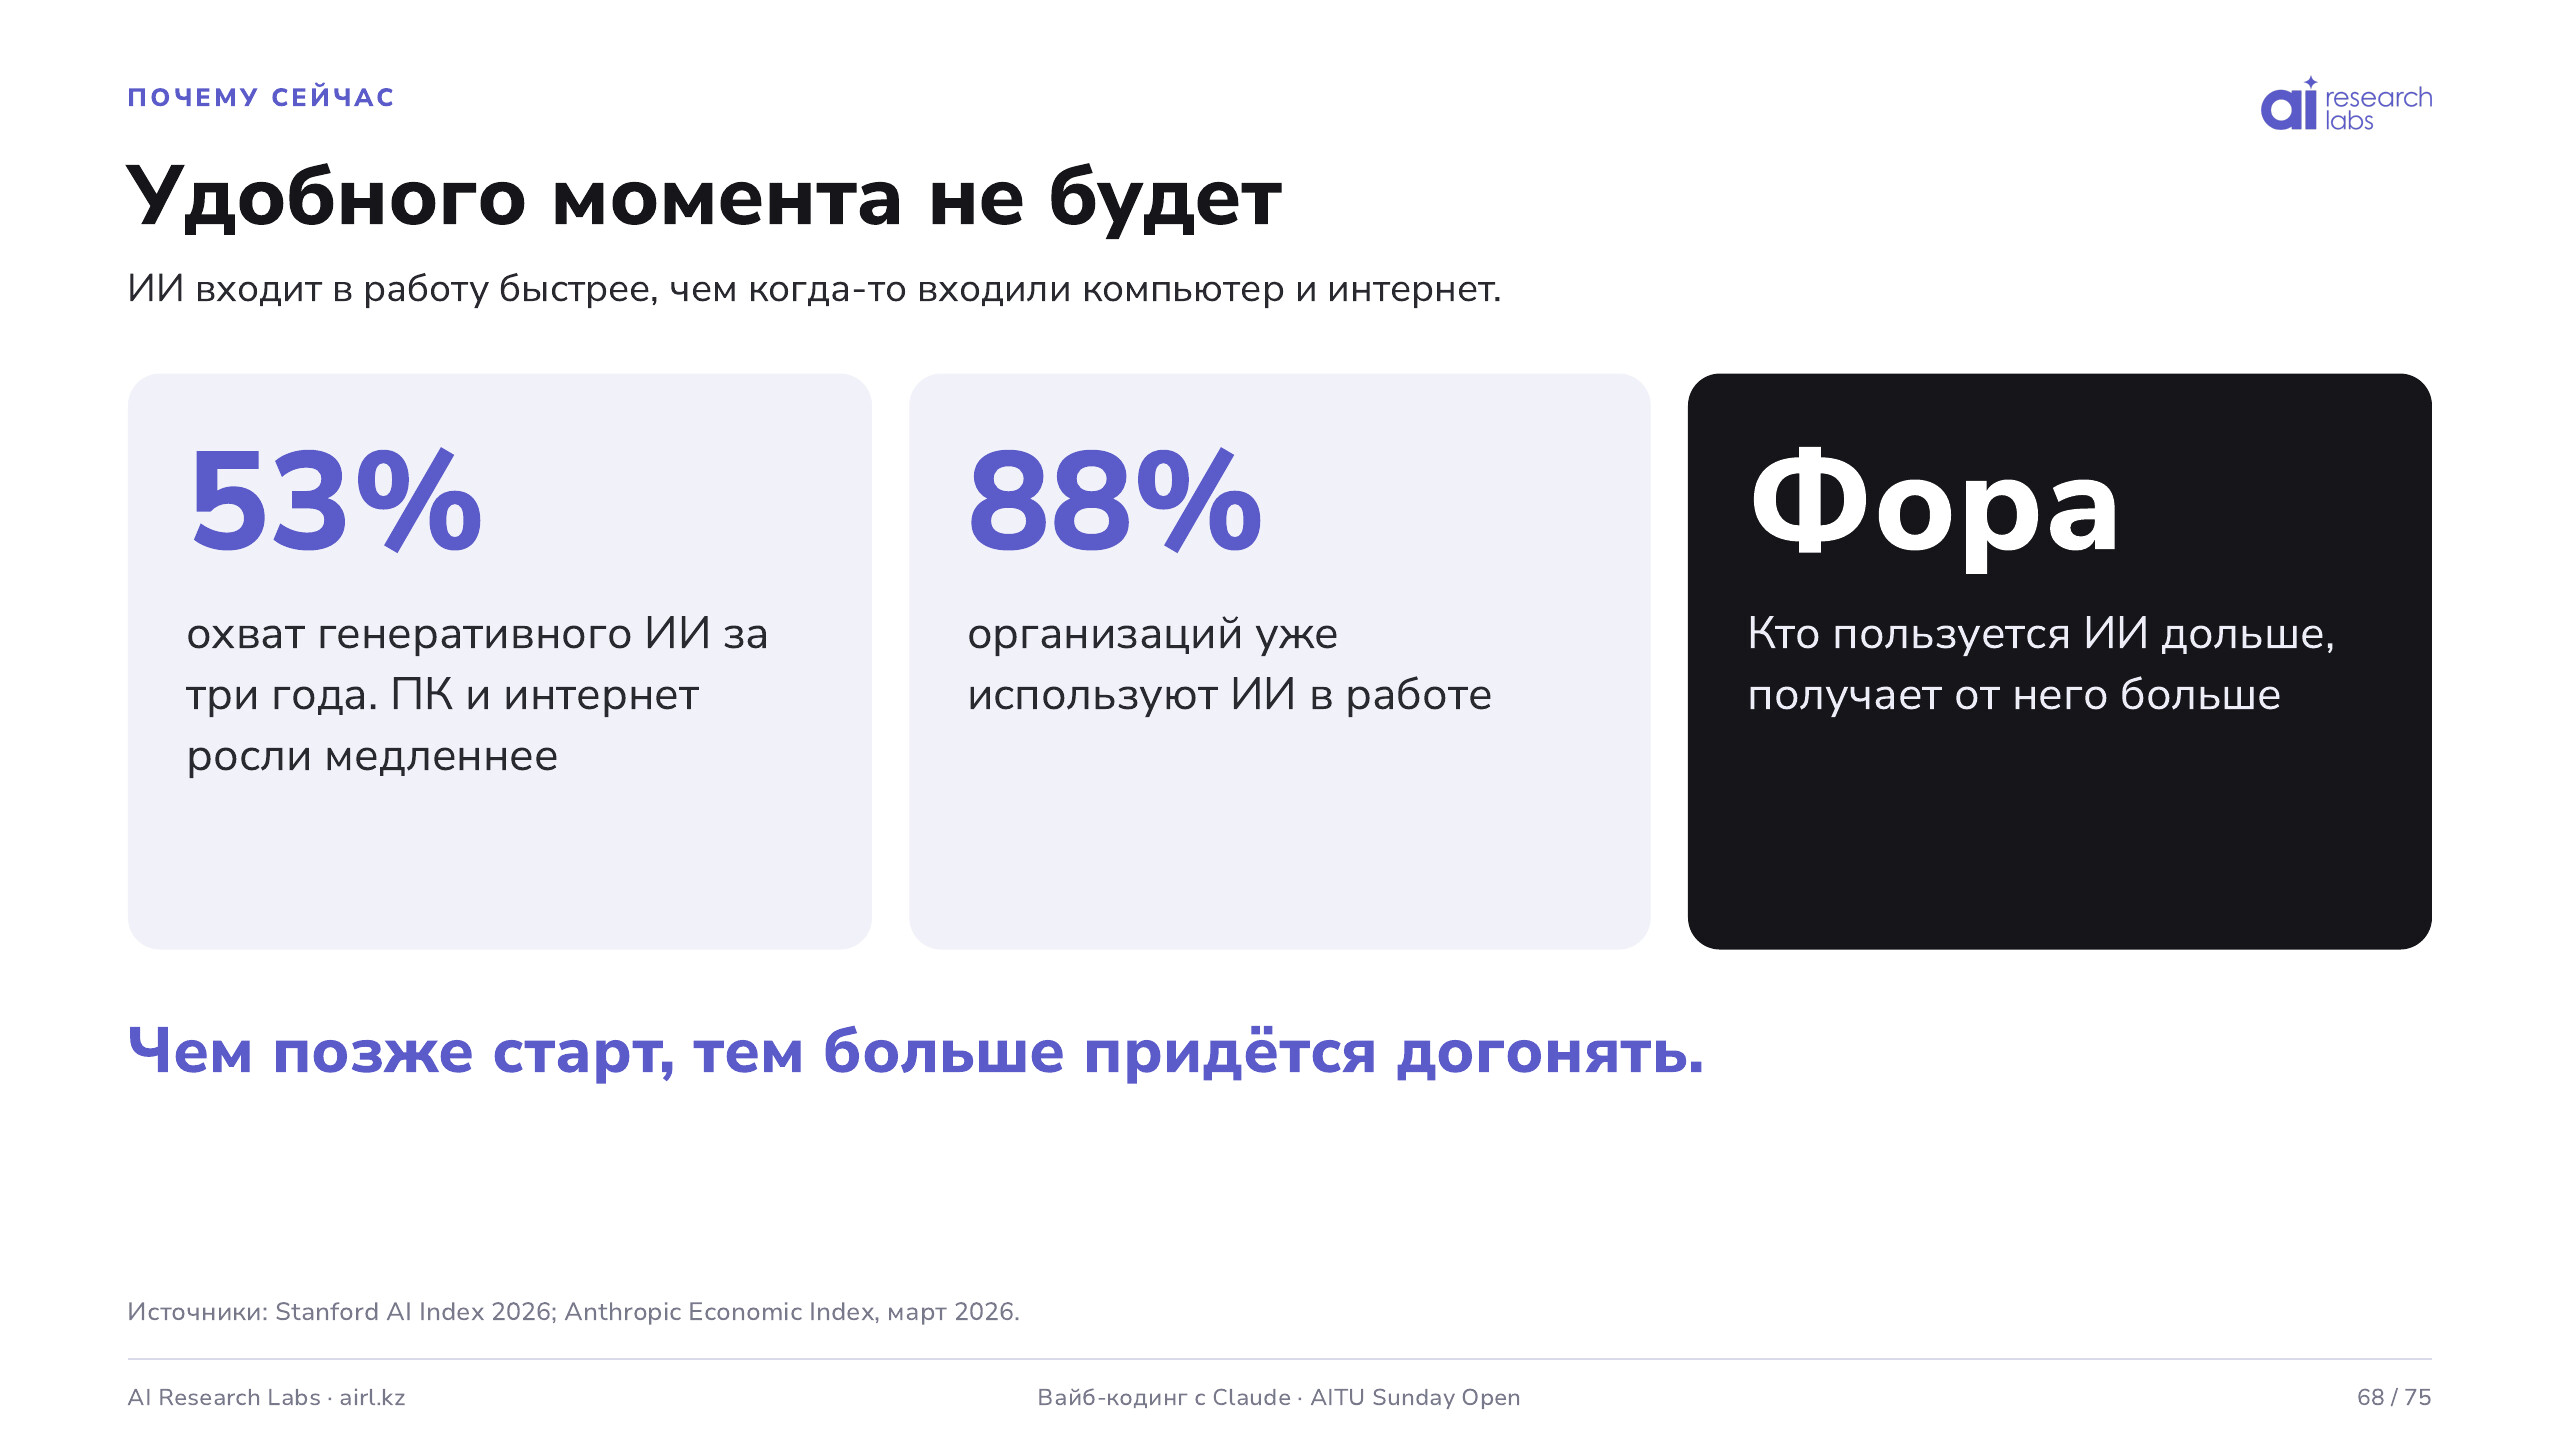 ПОЧЕМУ СЕЙЧАС
ai research labs
Удобного момента не будет
ИИ входит в работу быстрее, чем когда-то входили компьютер и интернет.
53%
охват генеративного ИИ за
три года. ПК и интернет
росли медленнее
88%
организаций уже
используют ИИ в работе
Фора
Кто пользуется ИИ дольше,
получает от него больше
Чем позже старт, тем больше придётся догонять.
Источники: Stanford AI Index 2026; Anthropic Economic Index, март 2026.
AI Research Labs · airl.kz
Вайб-кодинг с Claude · AITU Sunday Open
68 / 75